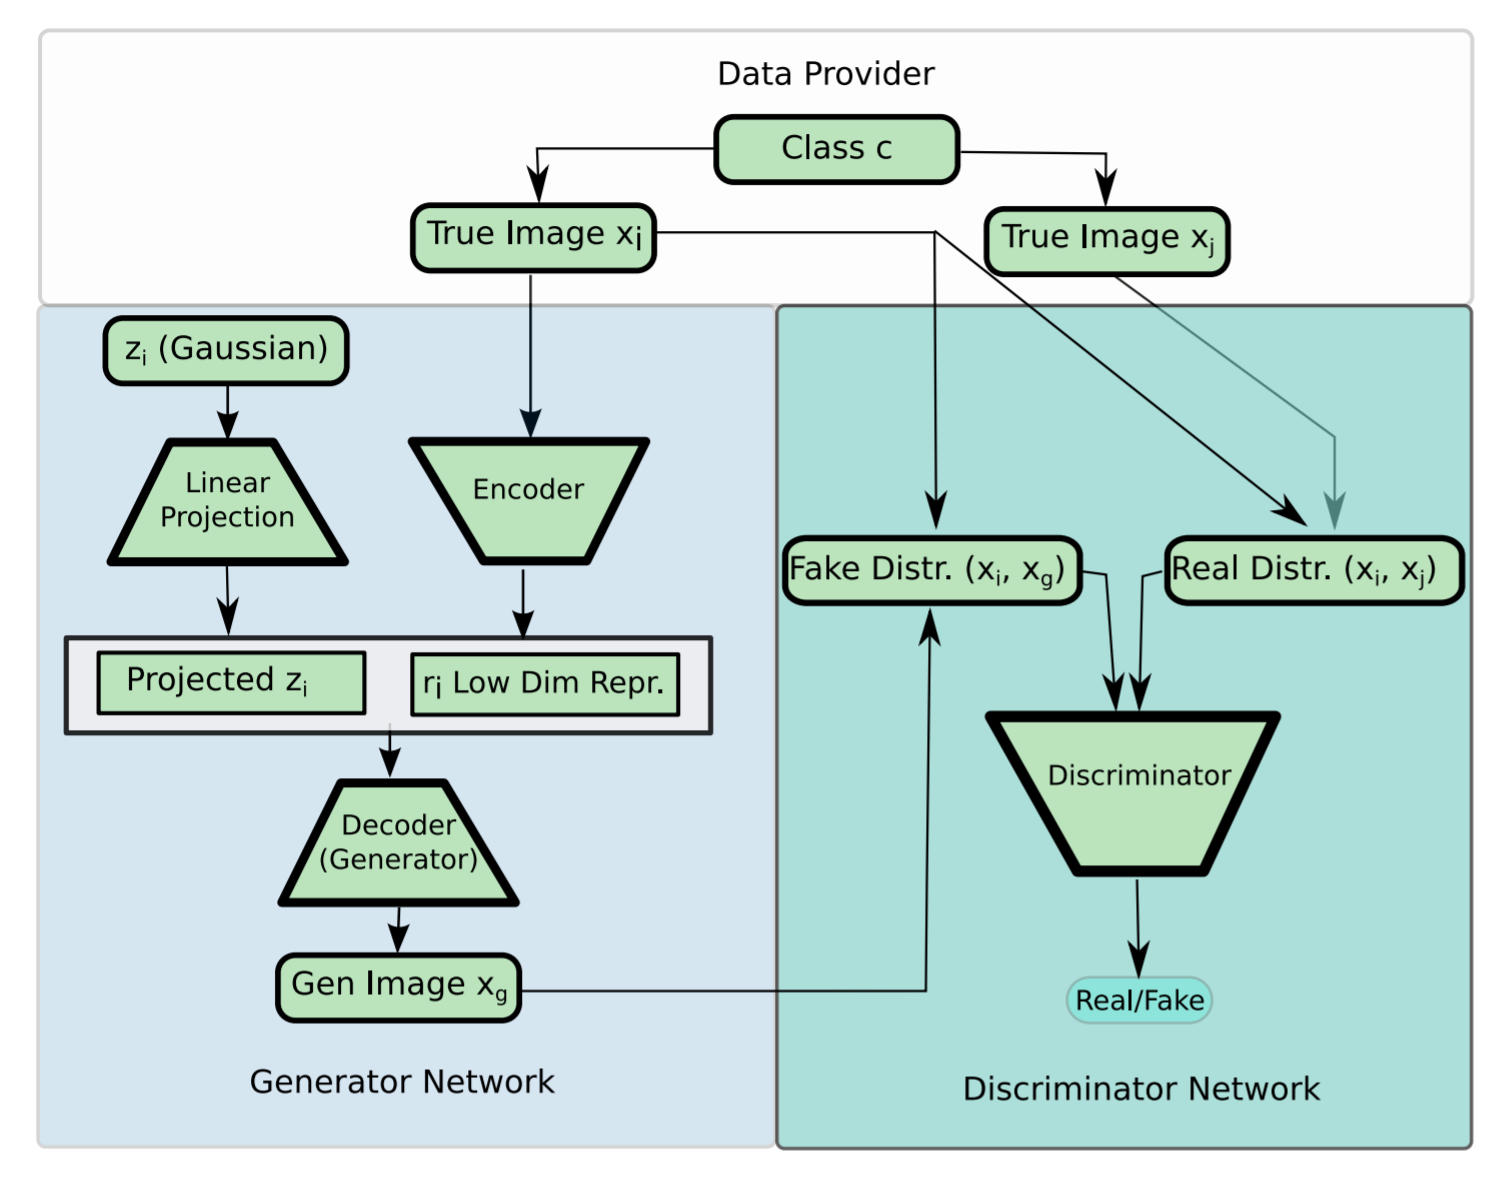 Data Provider
Class c
True Image xi
True Image xj
zi (Gaussian)
Linear
Projection
Encoder
Fake Distr. (xi, xg)
Real Distr. (xi, xj)
Projected zi
ri Low Dim Repr.
Discriminator
Decoder
(Generator)
Gen Image xg
Real/Fake
Generator Network
Discriminator Network